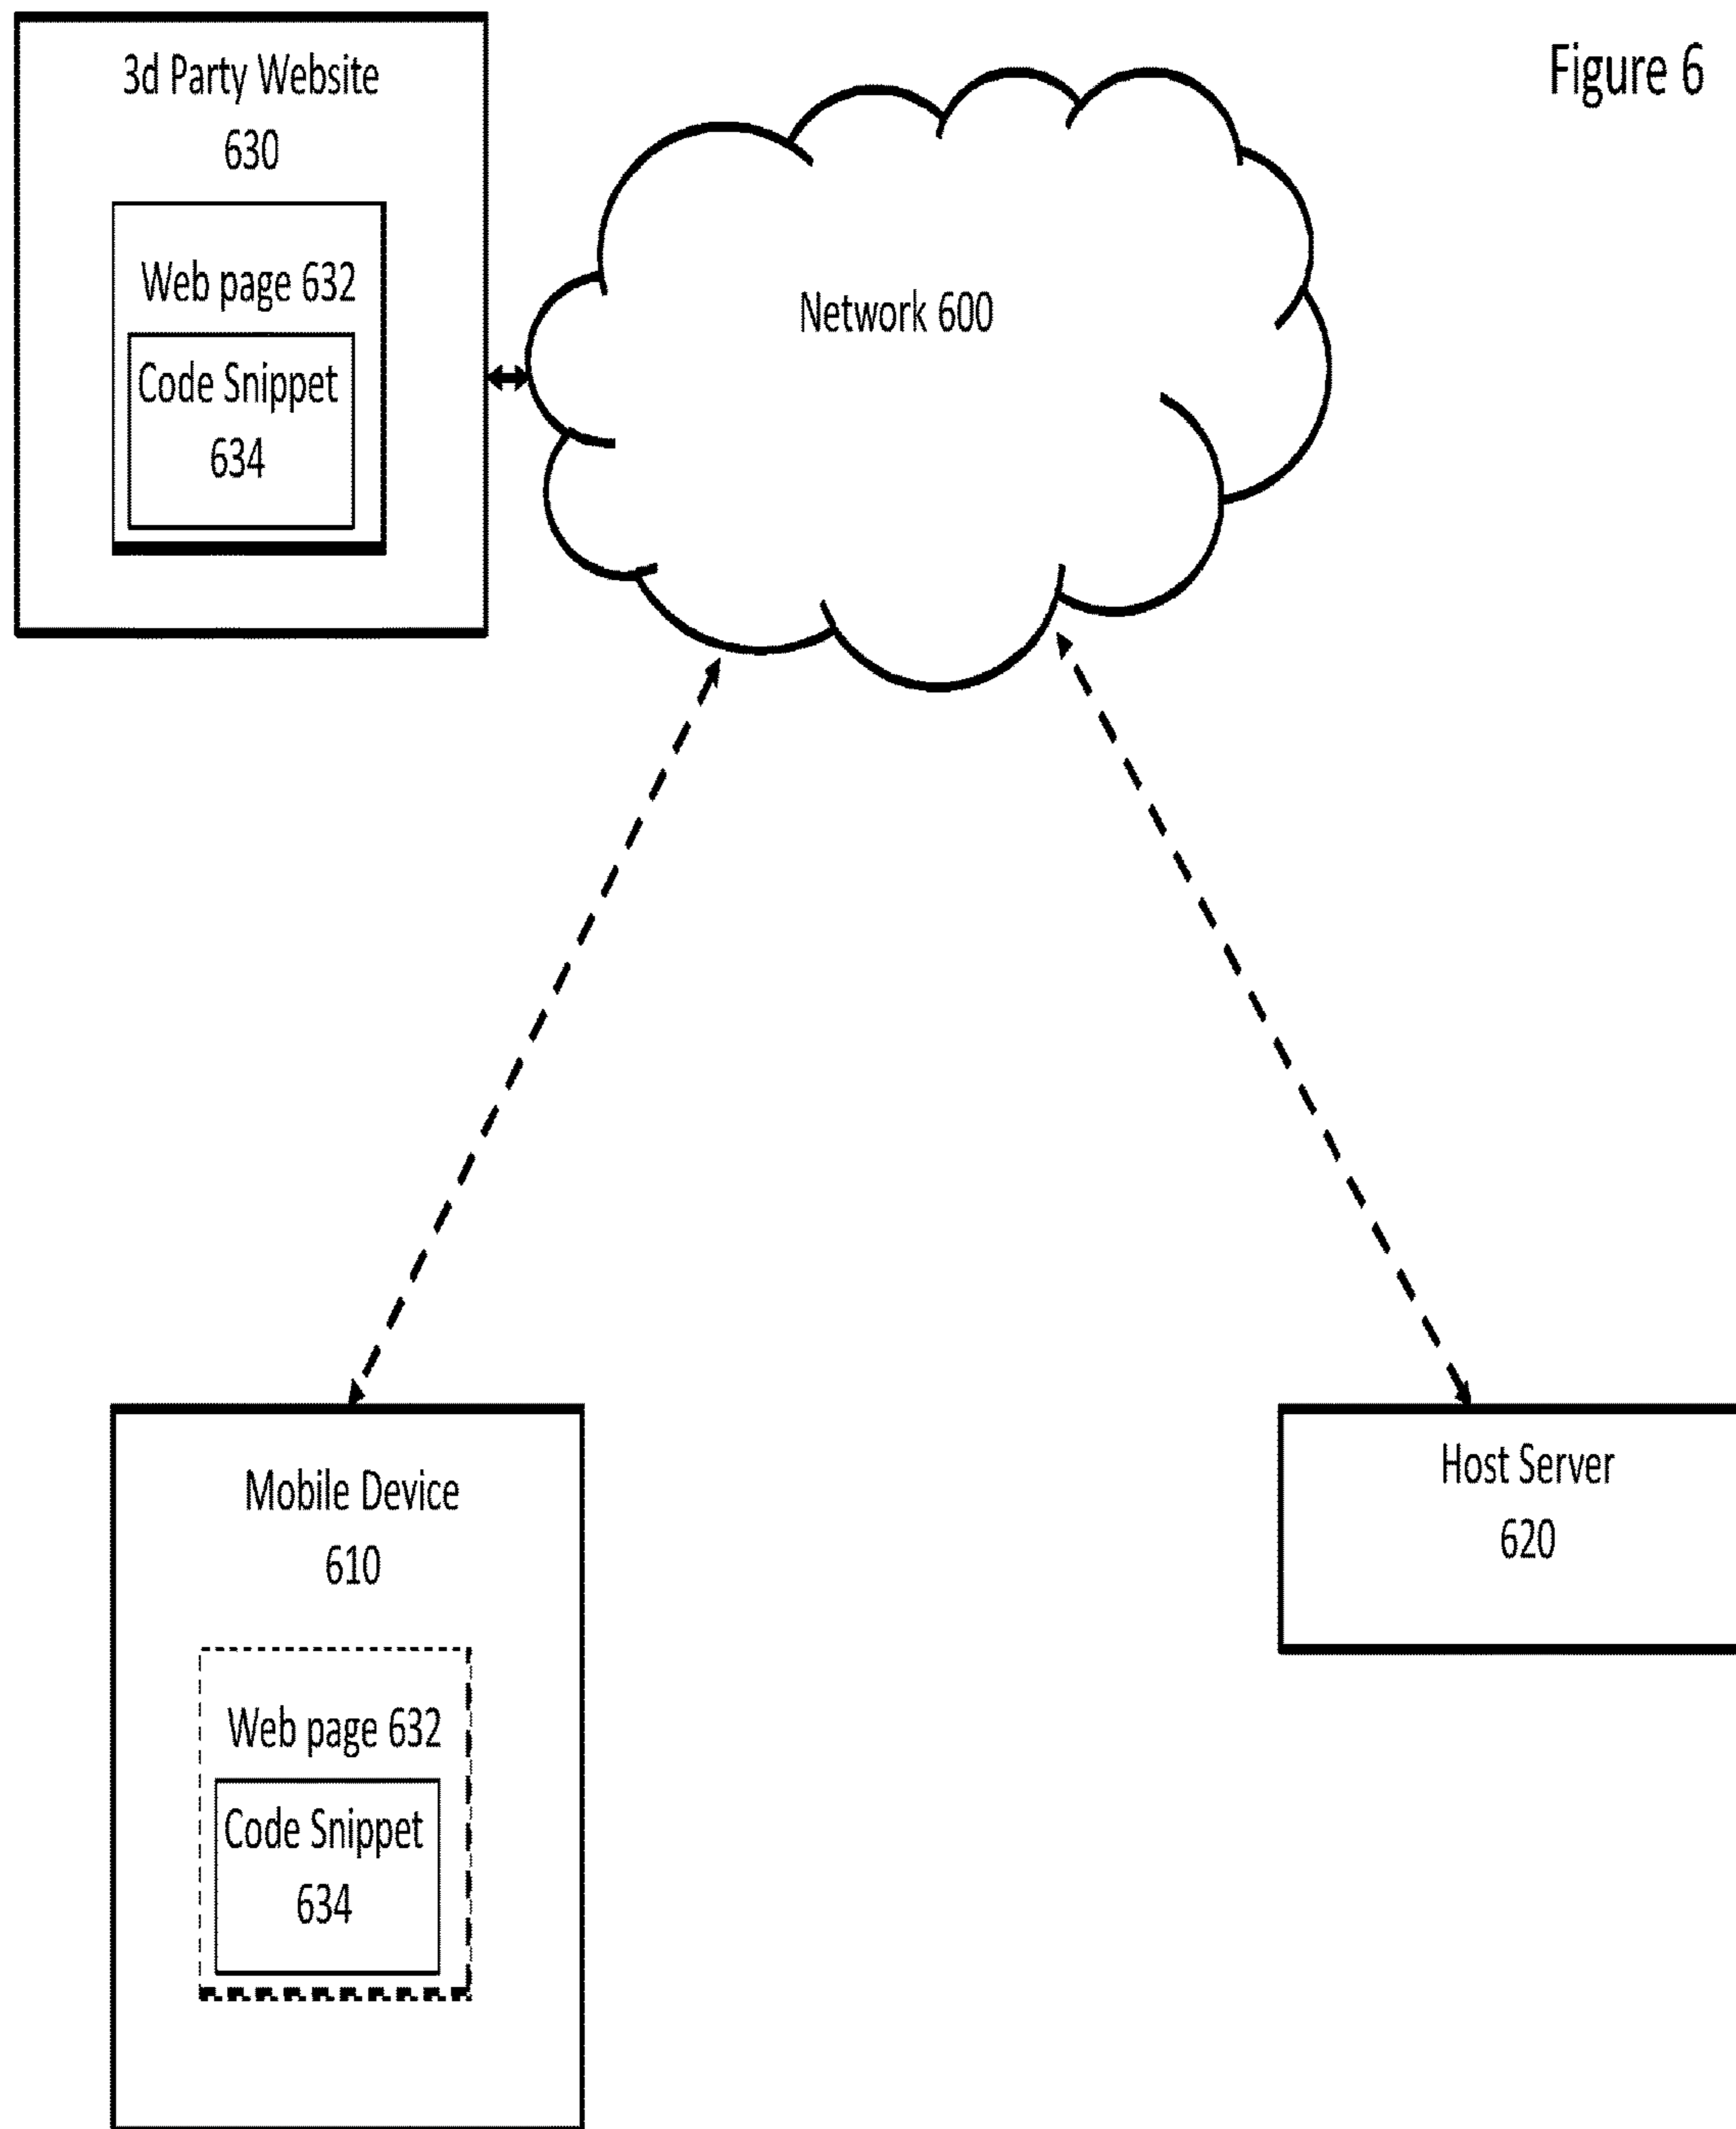 Figure 6
3d Party Website
630
Web page 632
Code Snippet
634
Network 600
Mobile Device
610
Web page 632
Code Snippet
634
Host Server
620